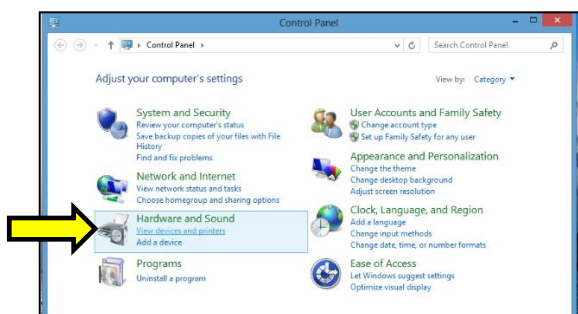 Control Panel
Control Panel
Search Control Panel
Adjust your computer's settings
View by: Category
System and Security
Review your computer's status
Save backup copies of your files with File
History
Find and fix problems
Network and Internet
View network status and tasks
Choose homegroup and sharing options
Hardware and Sound
View devices and printers
Add a device
Programs
Uninstall a program
User Accounts and Family Safety
Change account type
Set up Family Safety for any user
Appearance and Personalization
Change the theme
Change desktop background
Adjust screen resolution
Clock, Language, and Region
Add a language
Change input methods
Change date, time, or number formats
Ease of Access
Let Windows suggest settings
Optimize visual display